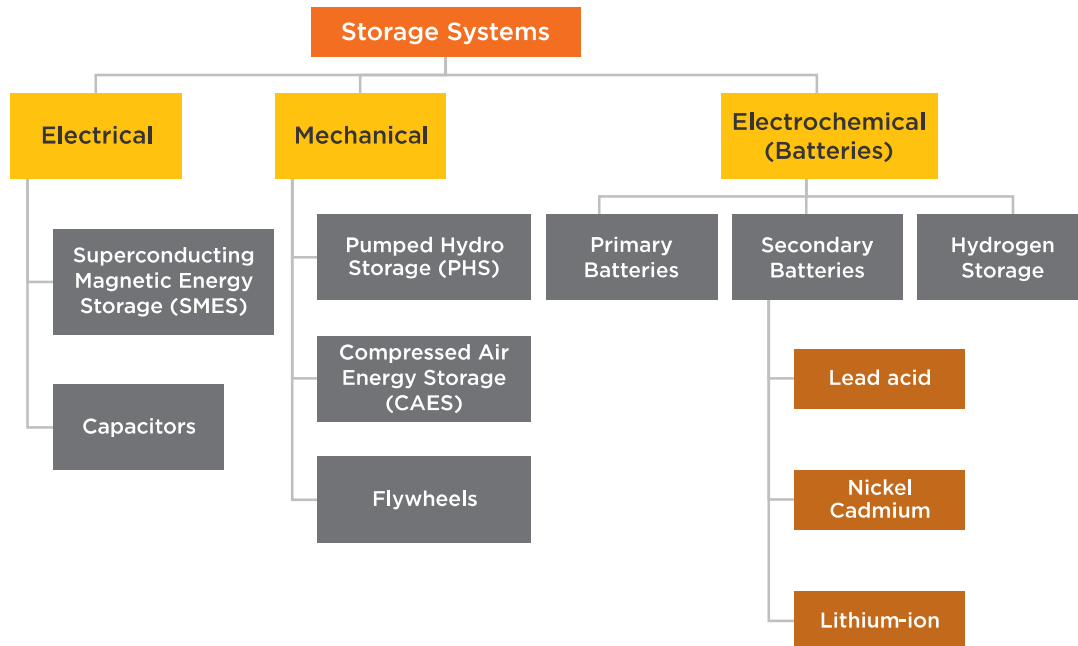 Storage Systems
Electrical
Mechanical
Electrochemical
(Batteries)
Superconducting
Magnetic Energy
Storage (SMES)
Capacitors
Pumped Hydro
Storage (PHS)
Compressed Air
Energy Storage
(CAES)
Flywheels
Primary
Batteries
Secondary
Batteries
Hydrogen
Storage
Lead acid
Nickel
Cadmium
Lithium-ion